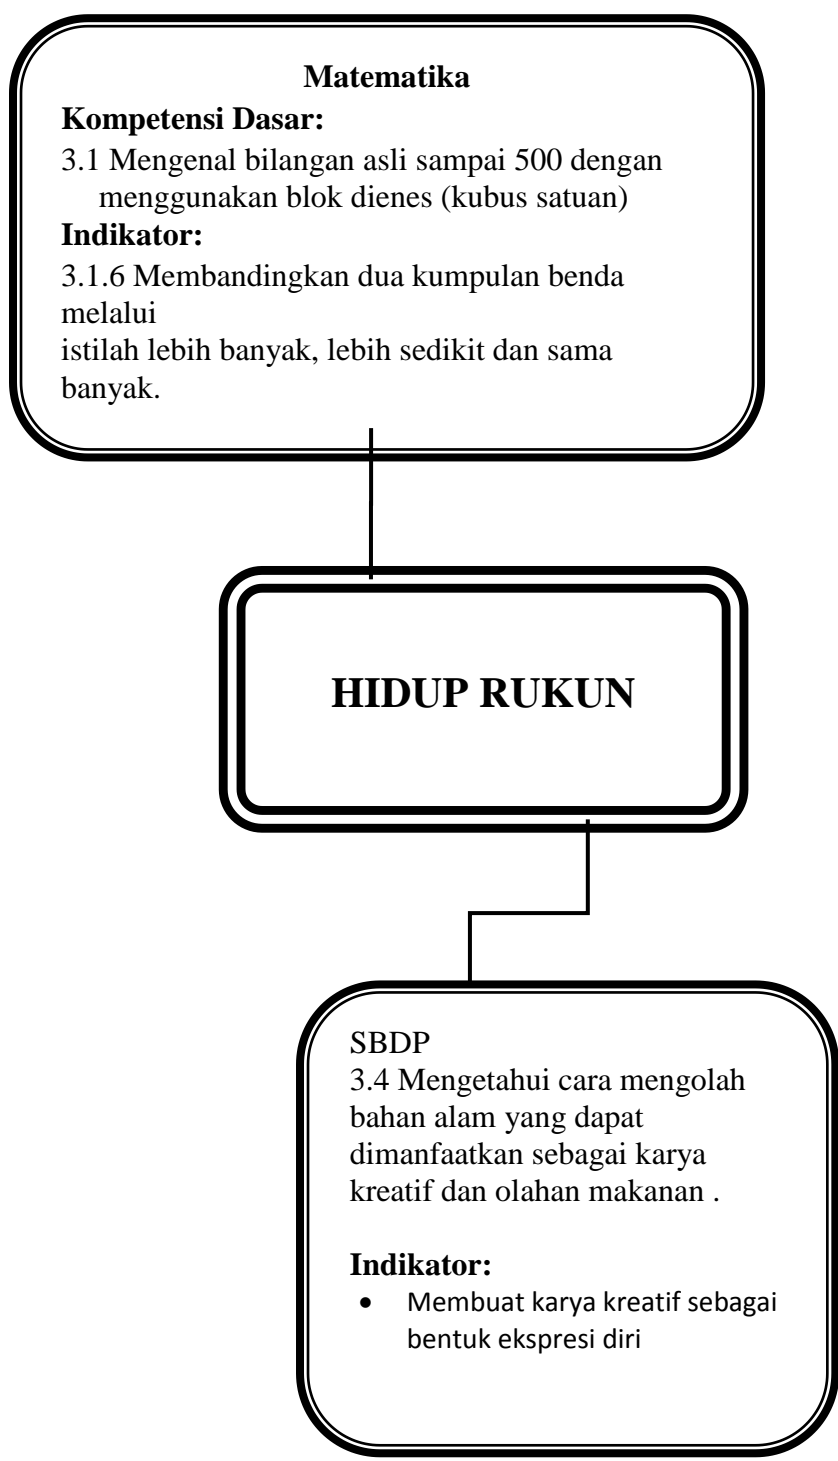 Matematika
Kompetensi Dasar:
3.1 Mengenal bilangan asli sampai 500 dengan
menggunakan blok dienes (kubus satuan)
Indikator:
3.1.6 Membandingkan dua kumpulan benda
melalui
istilah lebih banyak, lebih sedikit dan sama
banyak.
HIDUP RUKUN
SBDP
3.4 Mengetahui cara mengolah
bahan alam yang dapat
dimanfaatkan sebagai karya
kreatif dan olahan makanan .
Indikator:
• Membuat karya kreatif sebagai
bentuk ekspresi diri